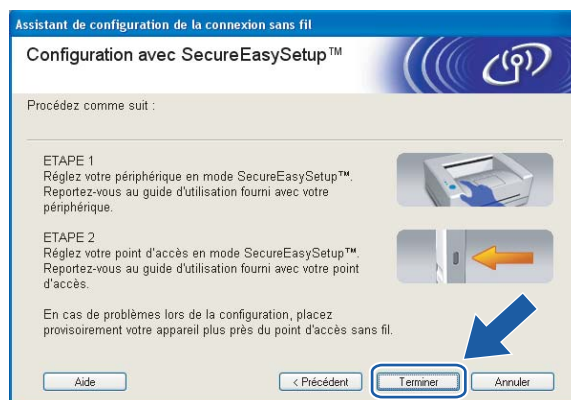 Assistant de configuration de la connexion sans fil
Configuration avec SecureEasySetup™
Procédez comme suit :
ETAPE 1
Réglez votre périphérique en mode SecureEasySetup™.
Reportez-vous au guide d'utilisation fourni avec votre
périphérique.
ETAPE 2
Réglez votre point d'accès en mode SecureEasySetup™.
Reportez-vous au guide d'utilisation fourni avec votre point
d'accès.
En cas de problèmes lors de la configuration, placez
provisoirement votre appareil plus près du point d'accès sans fil.
Aide
< Précédent
Terminer
Annuler